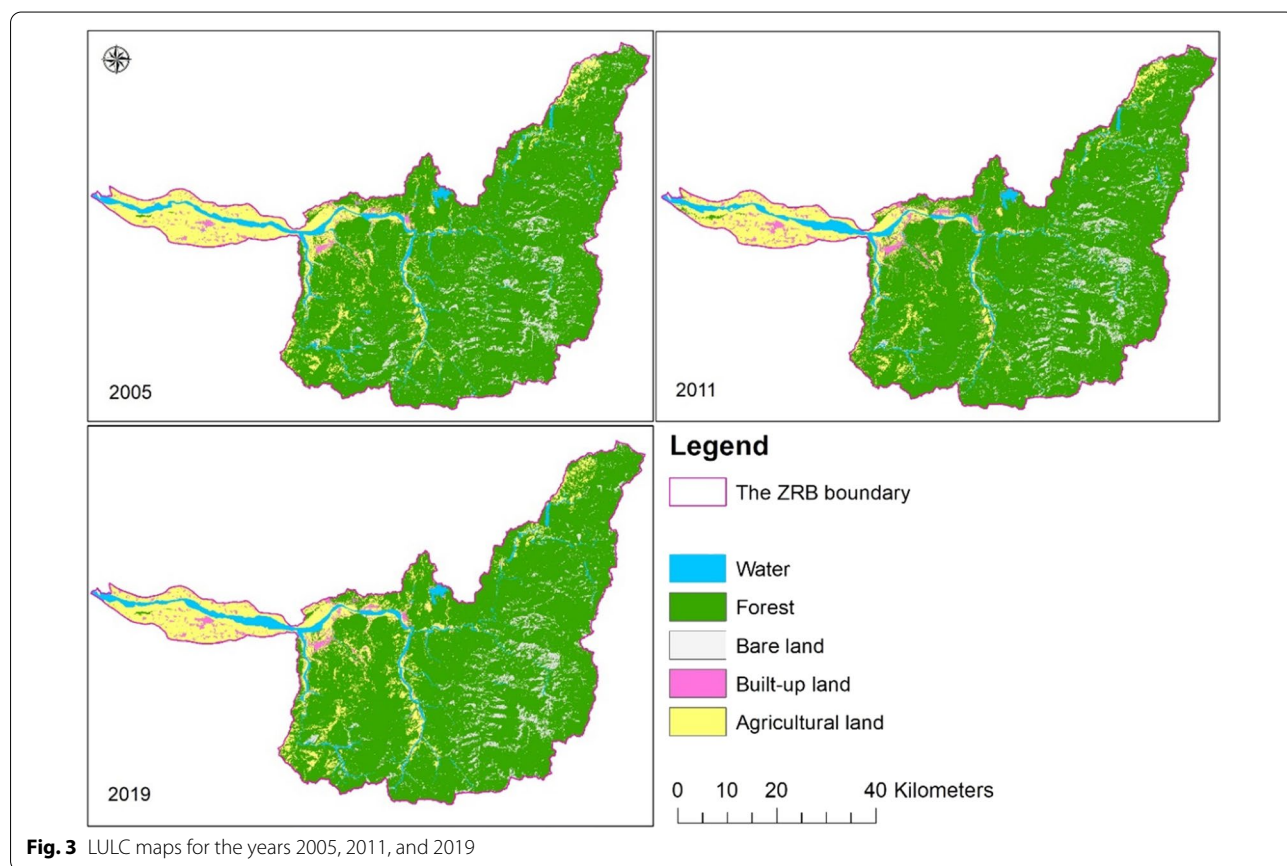 2005
2011
2019
Legend
The ZRB boundary
Water
Forest
Bare land
Built-up land
Agricultural land
0 10 20 40 Kilometers
Fig. 3 LULC maps for the years 2005, 2011, and 2019